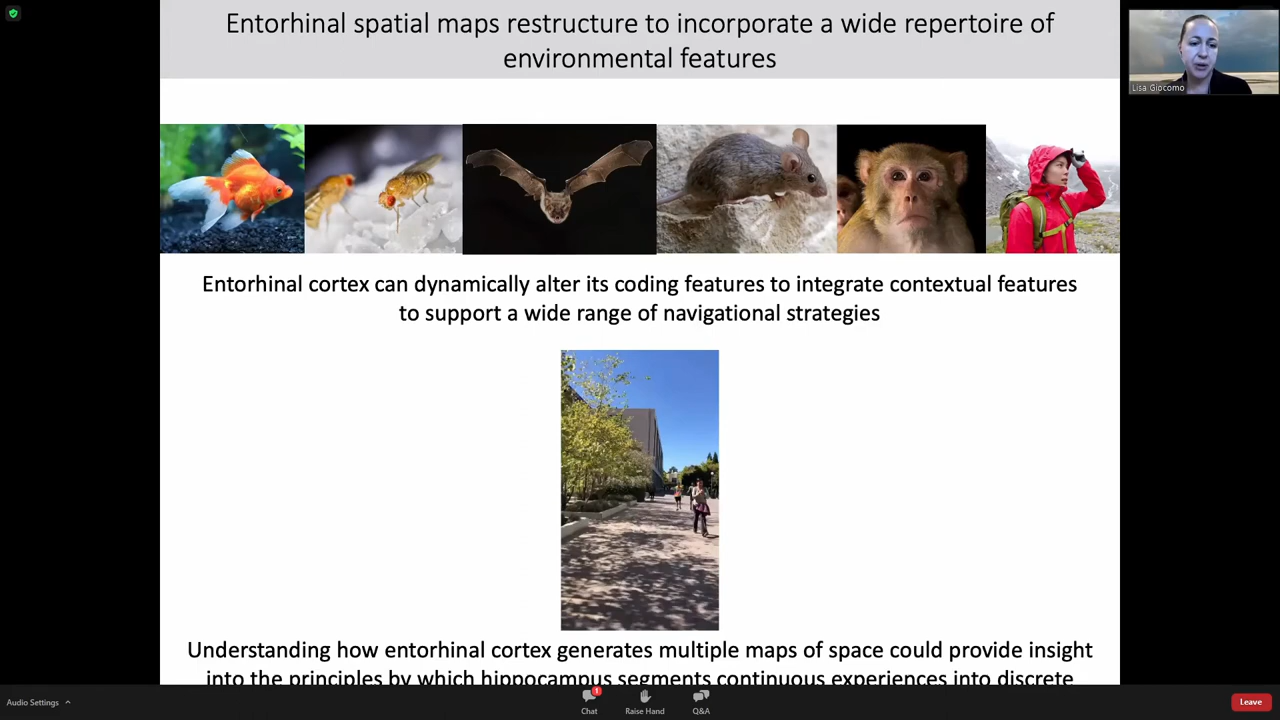 Entorhinal spatial maps restructure to incorporate a wide repertoire of
environmental features
Lisa Giocomo
Entorhinal cortex can dynamically alter its coding features to integrate contextual features
to support a wide range of navigational strategies
Understanding how entorhinal cortex generates multiple maps of space could provide insight
into the principles by which hippocampus segments continuous experiences into discrete
Audio Settings
1
Chat
Raise Hand
Q&A
Leave